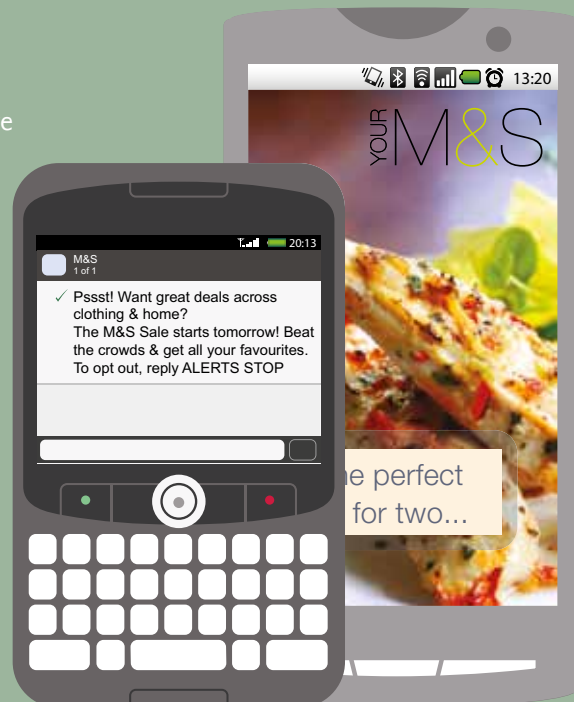 e
13:20
YOUR
M&S
20:13
M&S
1 of 1
Pssst! Want great deals across
clothing & home?
The M&S Sale starts tomorrow! Beat
the crowds & get all your favourites.
To opt out, reply ALERTS STOP
perfect
for two...